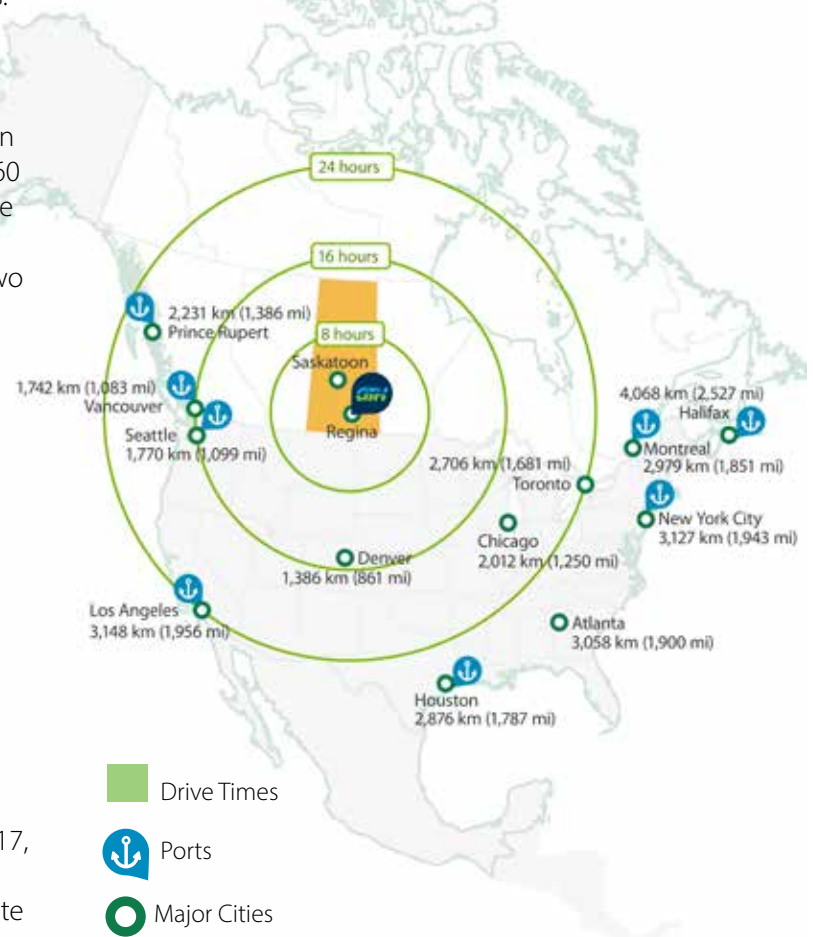 n
60
e
wo
24 hours
16 hours
2,231 km (1,386 mi)
Prince Rupert
8 hours
Saskatoon
1,742 km (1,083 mi)
Vancouver
4,068 km (2,527 mi)
Halifax
Seattle
1,770 km (1,099 mi)
Regina
Montreal
2,979 km (1,851 mi)
2,706 km (1,681 mi)
Toronto
New York City
3,127 km (1,943 mi)
Chicago
2,012 km (1,250 mi)
Denver
1,386 km (861 mi)
Los Angeles
3,148 km (1,956 mi)
Atlanta
3,058 km (1,900 mi)
Houston
2,876 km (1,787 mi)
Drive Times
17,
Ports
te
Major Cities